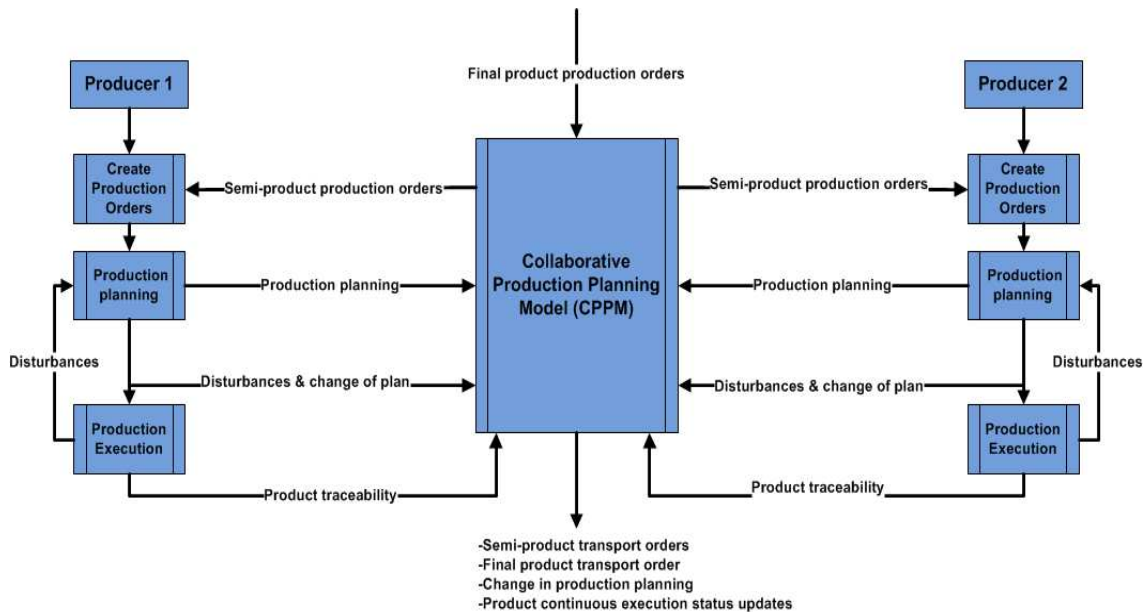 Final product production orders
Producer 1
Producer 2
Create
Production
Orders
Semi-product production orders
Semi-product production orders
Create
Production
Orders
Production
planning
Production planning
Collaborative
Production Planning
Model (CPPM)
Production planning
Production
planning
Disturbances
Disturbances & change of plan
Disturbances & change of plan
Disturbances
Production
Execution
Production
Execution
Product traceability
Product traceability
-Semi-product transport orders
-Final product transport order
-Change in production planning
-Product continuous execution status updates